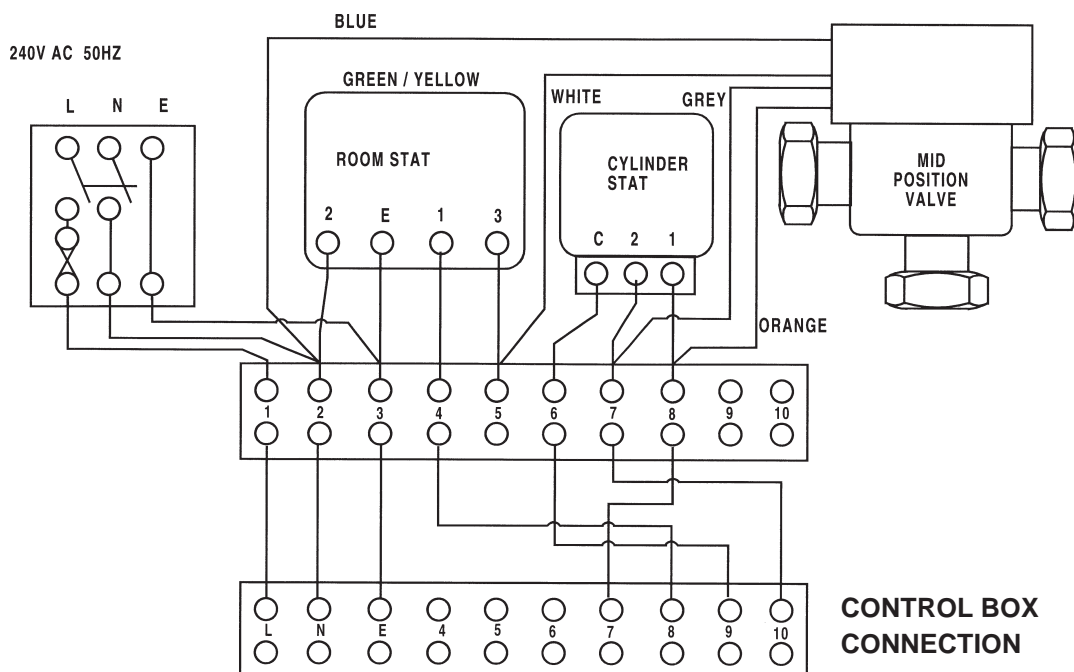 BLUE
240V AC 50HZ
GREEN / YELLOW
L N E
ROOM STAT
2 E 1 3
WHITE
GREY
CYLINDER
STAT
C 2 1
MID
POSITION
VALVE
ORANGE
1 2 3 4 5 6 7 8 9 10
L N E 4 5 6 7 8 9 10
CONTROL BOX
CONNECTION